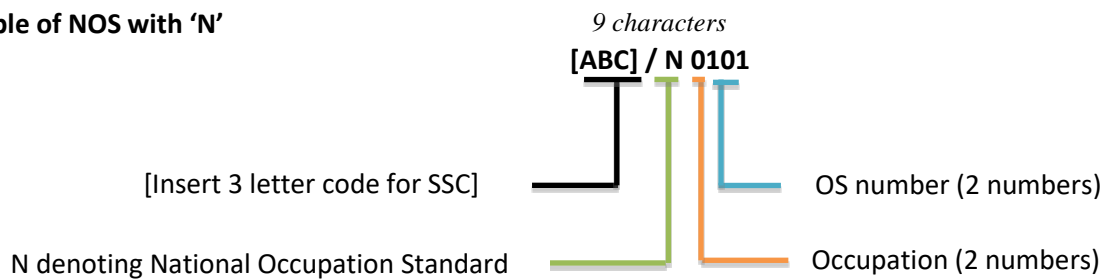 of NOS with ‘N’
9 characters
[ABC] / N 0101
[Insert 3 letter code for SSC]
OS number (2 numbers)
N denoting National Occupation Standard
Occupation (2 numbers)